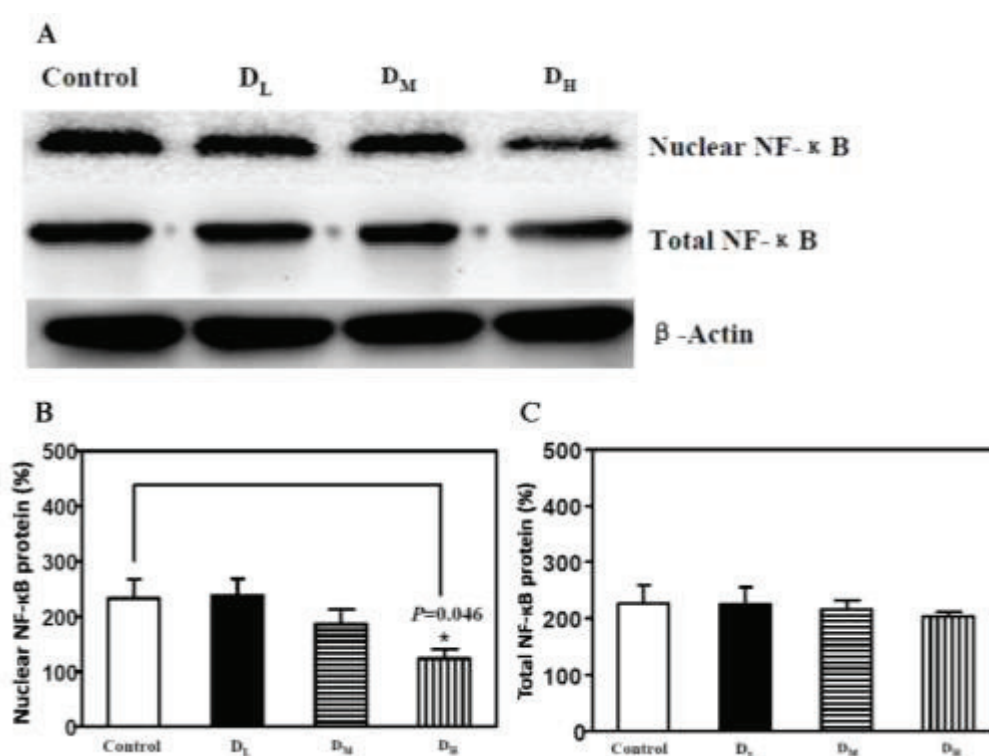 A
Control D_L D_M D_H
Nuclear NF-κB
Total NF-κB
β-Actin
B
Nuclear NF-κB protein (%)
500
400
300
200
100
0
P=0.046
*
Control D_L D_M D_H
C
Total NF-κB protein (%)
500
400
300
200
100
0
Control D_L D_M D_H